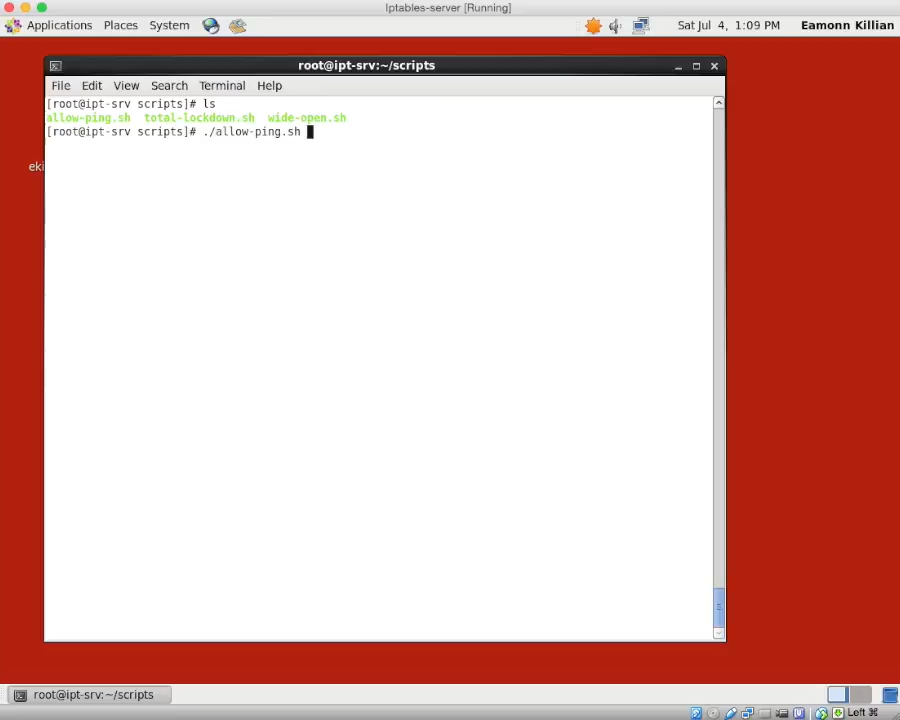 Iptables-server [Running]
Applications Places System Sat Jul 4, 1:09 PM Eamonn Killian
root@ipt-srv:~/scripts
File Edit View Search Terminal Help
[root@ipt-srv scripts]# ls
allow-ping.sh total-lockdown.sh wide-open.sh
[root@ipt-srv scripts]# ./allow-ping.sh
eki
root@ipt-srv:~/scripts
Left ⌘